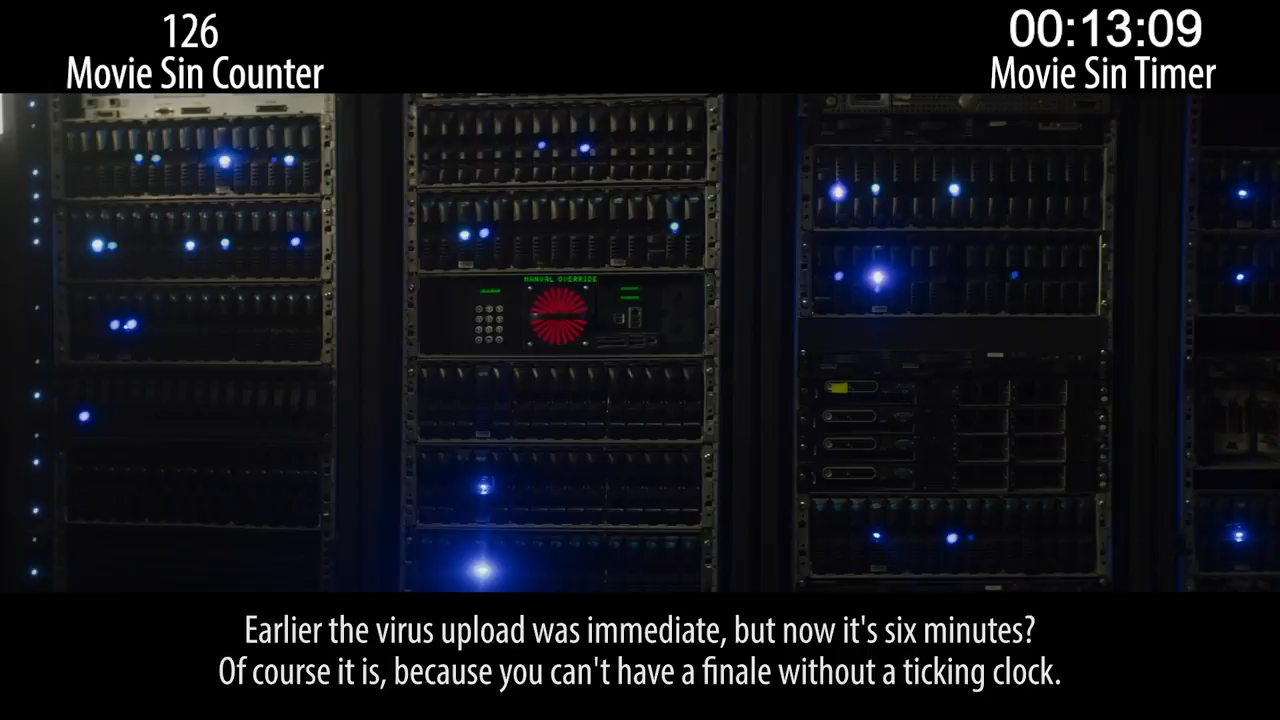 126
Movie Sin Counter
00:13:09
Movie Sin Timer
MANUAL OVERRIDE
Earlier the virus upload was immediate, but now it's six minutes?
Of course it is, because you can't have a finale without a ticking clock.